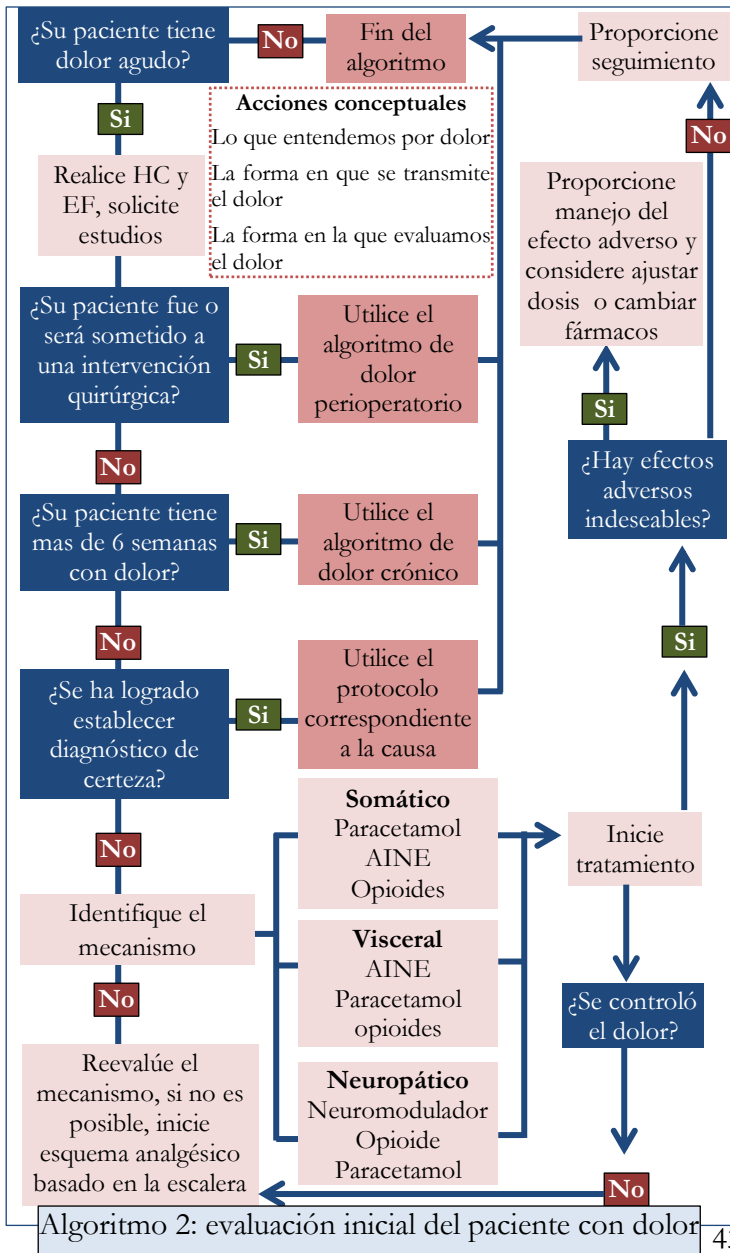 ¿Su paciente tiene
dolor agudo?
No
Fin del
algoritmo
Proporcione
seguimiento
Si
Acciones conceptuales
Lo que entendemos por dolor
La forma en que se transmite
el dolor
La forma en la que evaluamos
el dolor
No
Realice HC y
EF, solicite
estudios
Proporcione
manejo del
efecto adverso y
considere ajustar
dosis o cambiar
fármacos
¿Su paciente fue o
será sometido a
una intervención
quirúrgica?
Si
Utilice el
algoritmo de
dolor
perioperatorio
Si
No
¿Hay efectos
adversos
indeseables?
¿Su paciente tiene
mas de 6 semanas
con dolor?
Si
Utilice el
algoritmo de
dolor crónico
No
Si
¿Se ha logrado
establecer
diagnóstico de
certeza?
Si
Utilice el
protocolo
correspondiente
a la causa
No
Somático
Paracetamol
AINE
Opioides
Inicie
tratamiento
Identifique el
mecanismo
Visceral
AINE
Paracetamol
opioides
No
¿Se controló
el dolor?
Reevalúe el
mecanismo, si no es
posible, inicie
esquema analgésico
basado en la escalera
Neuropático
Neuromodulador
Opioide
Paracetamol
No
Algoritmo 2: evaluación inicial del paciente con dolor